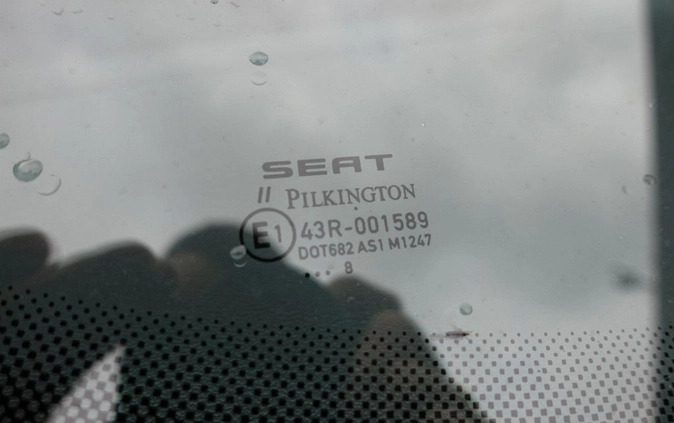 SEAT
II PILKINGTON
E1 43R-001589
DOT682 AS1 M1247
... 8